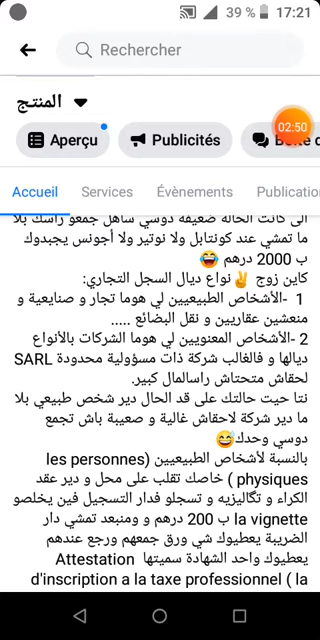 39 % 17:21
Rechercher
المنتج
02:50
Aperçu Publicités
Accueil Services Évènements Publicatio
الى كانت الحالة ضعيفة دوسي ساهل جمعو راسك بلا
ما تمشي عند كونتابل ولا نوتير ولا أجونس يجبدوك
ب 2000 درهم 😂
كاين زوج ✌️نواع ديال السجل التجاري:
1 -الأشخاص الطبيعيين لي هوما تجار و صنايعية و
منعشين عقاريين و نقل البضائع .....
2 -الأشخاص المعنويين لي هوما الشركات بالأنواع
ديالها و فالغالب شركة ذات مسؤولية محدودة SARL
لحقاش متحتاش راسالمال كبير.
نتا حيت حالتك على قد الحال دير شخص طبيعي بلا
ما دير شركة لاحقاش غالية و صعيبة باش تجمع
دوسي وحدك😅
بالنسبة لأشخاص الطبيعيين (les personnes
physiques ) خاصك تقلب على محل و دير عقد
الكراء و تگاليزيه و تسجلو فدار التسجيل فين يخلصو
la vignette ب 200 درهم و ومنبعد تمشي دار
الضريبة يعطيوك شي ورق جمعهم ورجع عندهم
يعطيوك واحد الشهادة سميتها Attestation
d'inscription a la taxe professionnel ( la